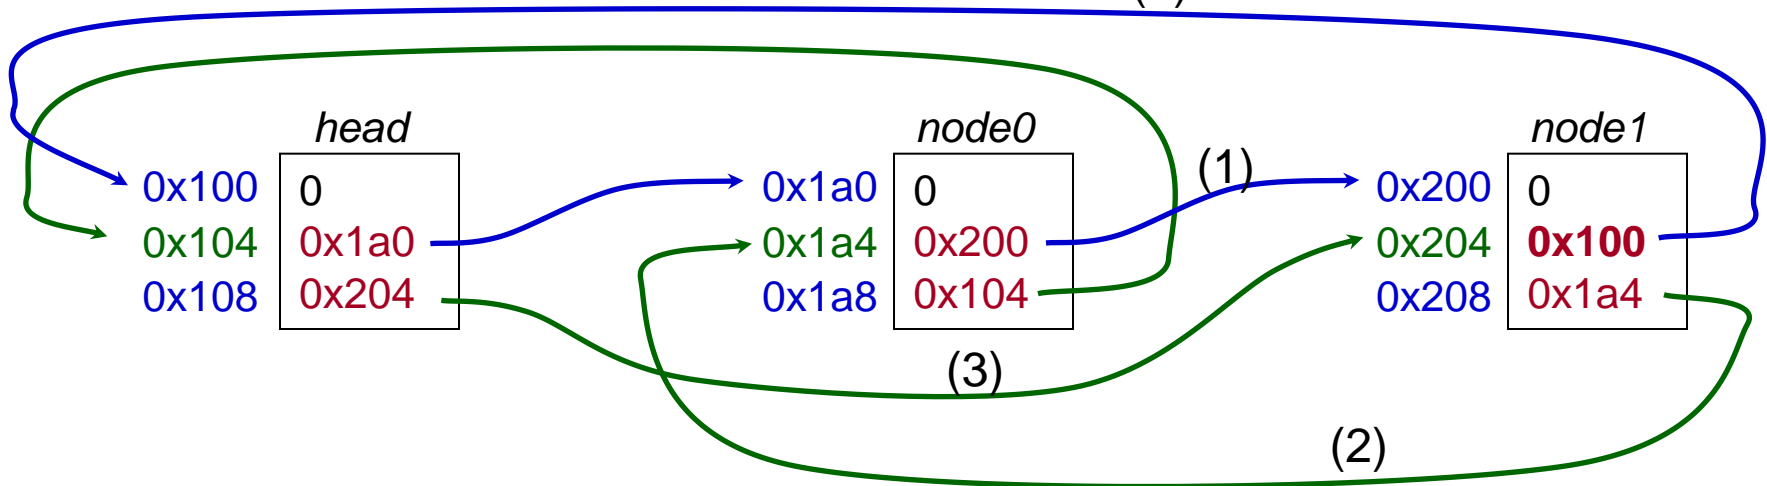 head node0 node1
(1)
0x100 0 0x1a0 0 0x200 0
0x104 0x1a0 0x1a4 0x200 0x204 0x100
0x108 0x204 0x1a8 0x104 0x208 0x1a4
(3)
(2)